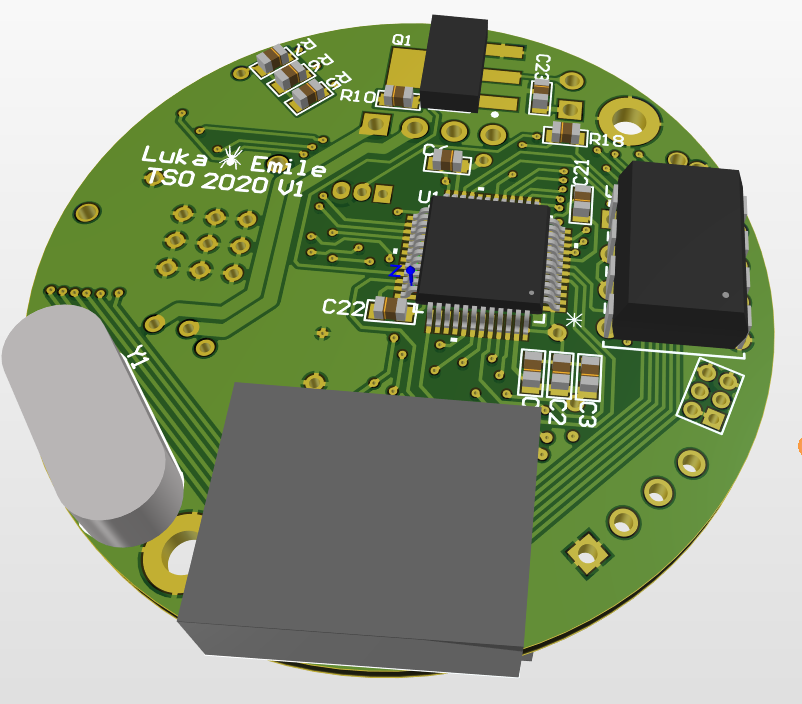 Q1
R7
R6
R5
R10
C23
R18
Luka Emile
TSO 2020 V1
C21
U1
Z
C22
Y1
C2
C3